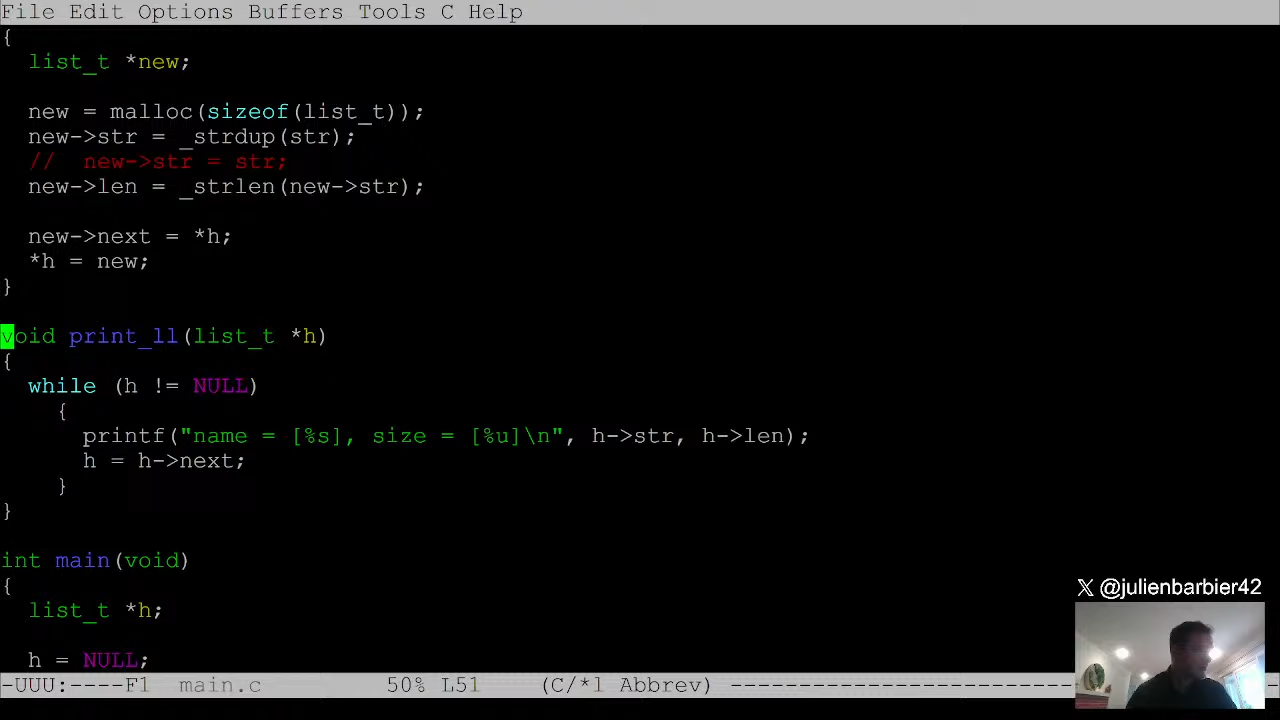 File Edit Options Buffers Tools C Help
{
list_t *new;
new = malloc(sizeof(list_t));
new->str = _strdup(str);
//  new->str = str;
new->len = _strlen(new->str);
new->next = *h;
*h = new;
}
void print_ll(list_t *h)
{
while (h != NULL)
{
printf("name = [%s], size = [%u]\n", h->str, h->len);
h = h->next;
}
}
int main(void)
{
list_t *h;
h = NULL;
-UUU:----F1  main.c         50% L51    (C/*l Abbrev) -------------------------
X @julienbarbier42